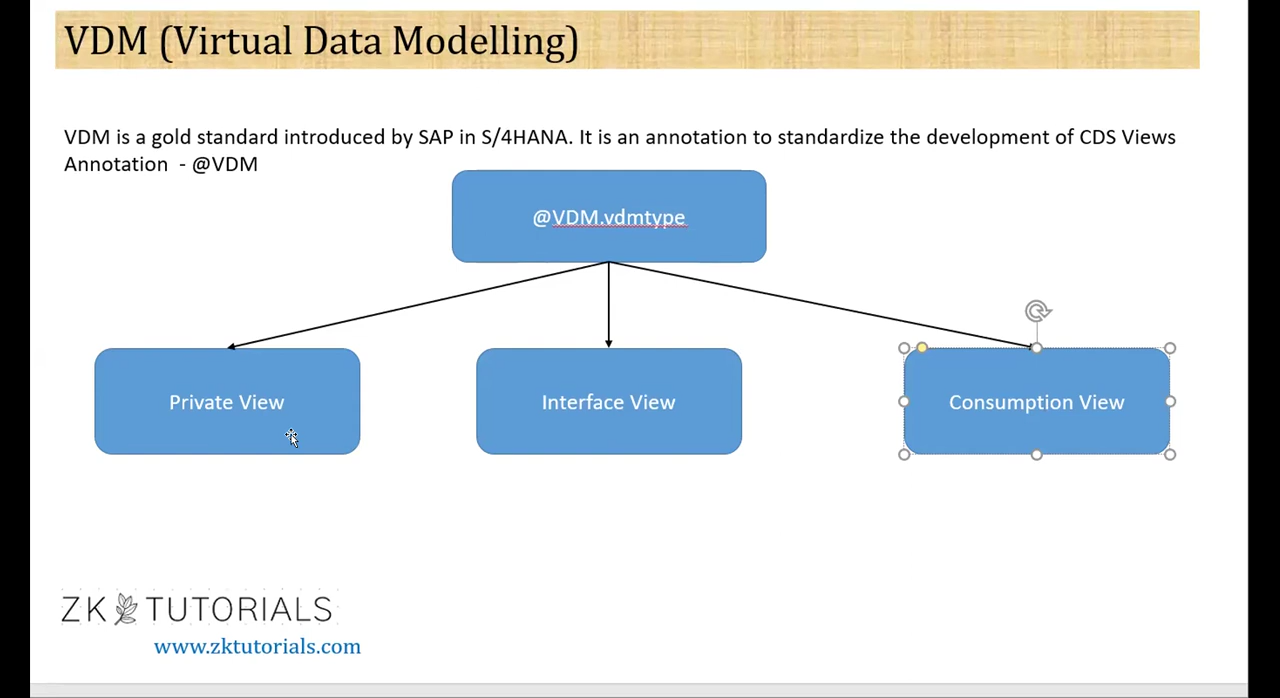 VDM (Virtual Data Modelling)
VDM is a gold standard introduced by SAP in S/4HANA. It is an annotation to standardize the development of CDS Views
Annotation - @VDM
@VDM.vdmtype
Private View
Interface View
Consumption View
ZK TUTORIALS
www.zktutorials.com